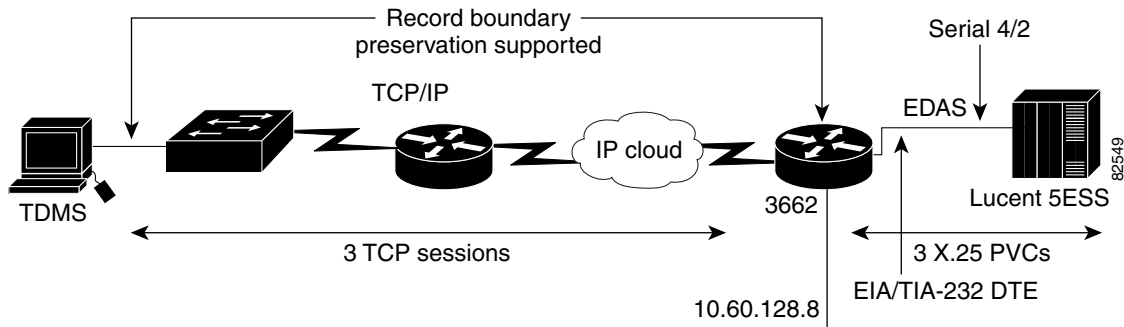 Record boundary
preservation supported
Serial 4/2
TCP/IP
EDAS
IP cloud
82549
TDMS
3662
Lucent 5ESS
3 TCP sessions
3 X.25 PVCs
EIA/TIA-232 DTE
10.60.128.8